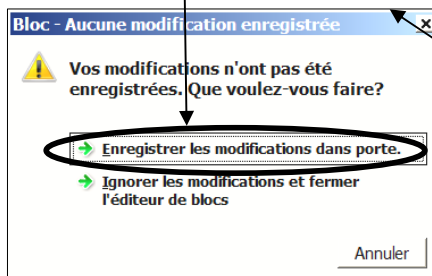 Bloc - Aucune modification enregistrée
Vos modifications n'ont pas été
enregistrées. Que voulez-vous faire?
Enregistrer les modifications dans porte.
Ignorer les modifications et fermer
l'éditeur de blocs
Annuler